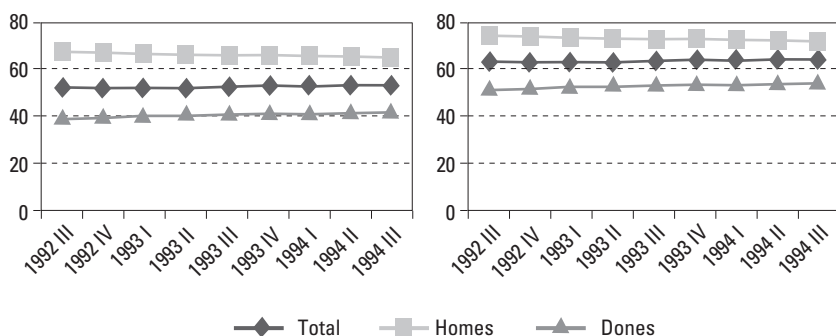 80
60
40
20
0
1992 III
1992 IV
1993 I
1993 II
1993 III
1993 IV
1994 I
1994 II
1994 III
80
60
40
20
0
1992 III
1992 IV
1993 I
1993 II
1993 III
1993 IV
1994 I
1994 II
1994 III
Total Homes Dones